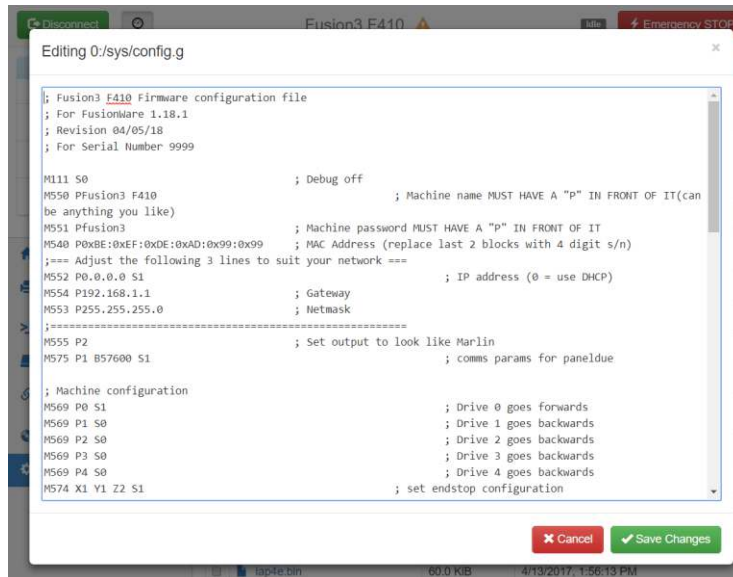 Disconnect
Fusion3 F410
Idle
Emergency STOP
Editing 0:/sys/config.g
×
; Fusion3 F410 Firmware configuration file
; For FusionWare 1.18.1
; Revision 04/05/18
; For Serial Number 9999
M111 S0 ; Debug off
M550 PFusion3 F410 ; Machine name MUST HAVE A "P" IN FRONT OF IT(can
be anything you like)
M551 Pfusion3 ; Machine password MUST HAVE A "P" IN FRONT OF IT
M540 P0xBE:0xEF:0xDE:0xAD:0x99:0x99 ; MAC Address (replace last 2 blocks with 4 digit s/n)
;=== Adjust the following 3 lines to suit your network ===
M552 P0.0.0.0 S1 ; IP address (0 = use DHCP)
M554 P192.168.1.1 ; Gateway
M553 P255.255.255.0 ; Netmask
;==========================================================
M555 P2 ; Set output to look like Marlin
M575 P1 B57600 S1 ; comms params for paneldue
; Machine configuration
M569 P0 S1 ; Drive 0 goes forwards
M569 P1 S0 ; Drive 1 goes backwards
M569 P2 S0 ; Drive 2 goes backwards
M569 P3 S0 ; Drive 3 goes backwards
M569 P4 S0 ; Drive 4 goes backwards
M574 X1 Y1 Z2 S1 ; set endstop configuration
Cancel
Save Changes
iap4e.bin 60.0 KiB 4/13/2017, 1:56:13 PM